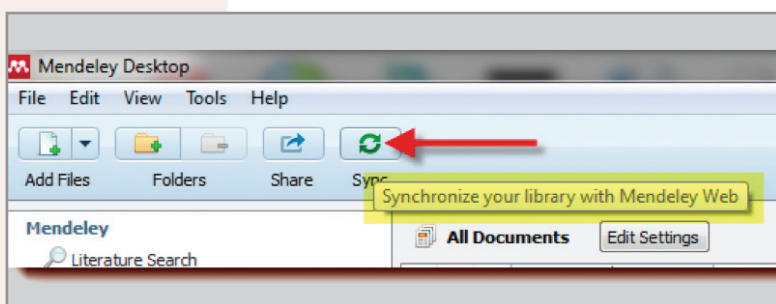 Mendeley Desktop
File Edit View Tools Help
Add Files Folders Share Sync
Synchronize your library with Mendeley Web
Mendeley
All Documents Edit Settings
Literature Search